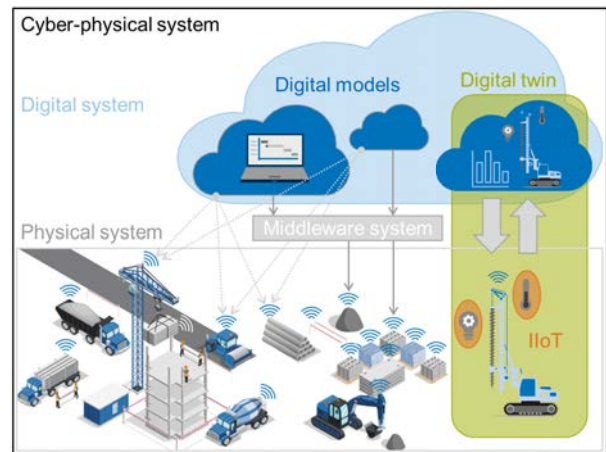 Cyber-physical system
Digital models
Digital twin
Digital system
Physical system
Middleware system
IIoT